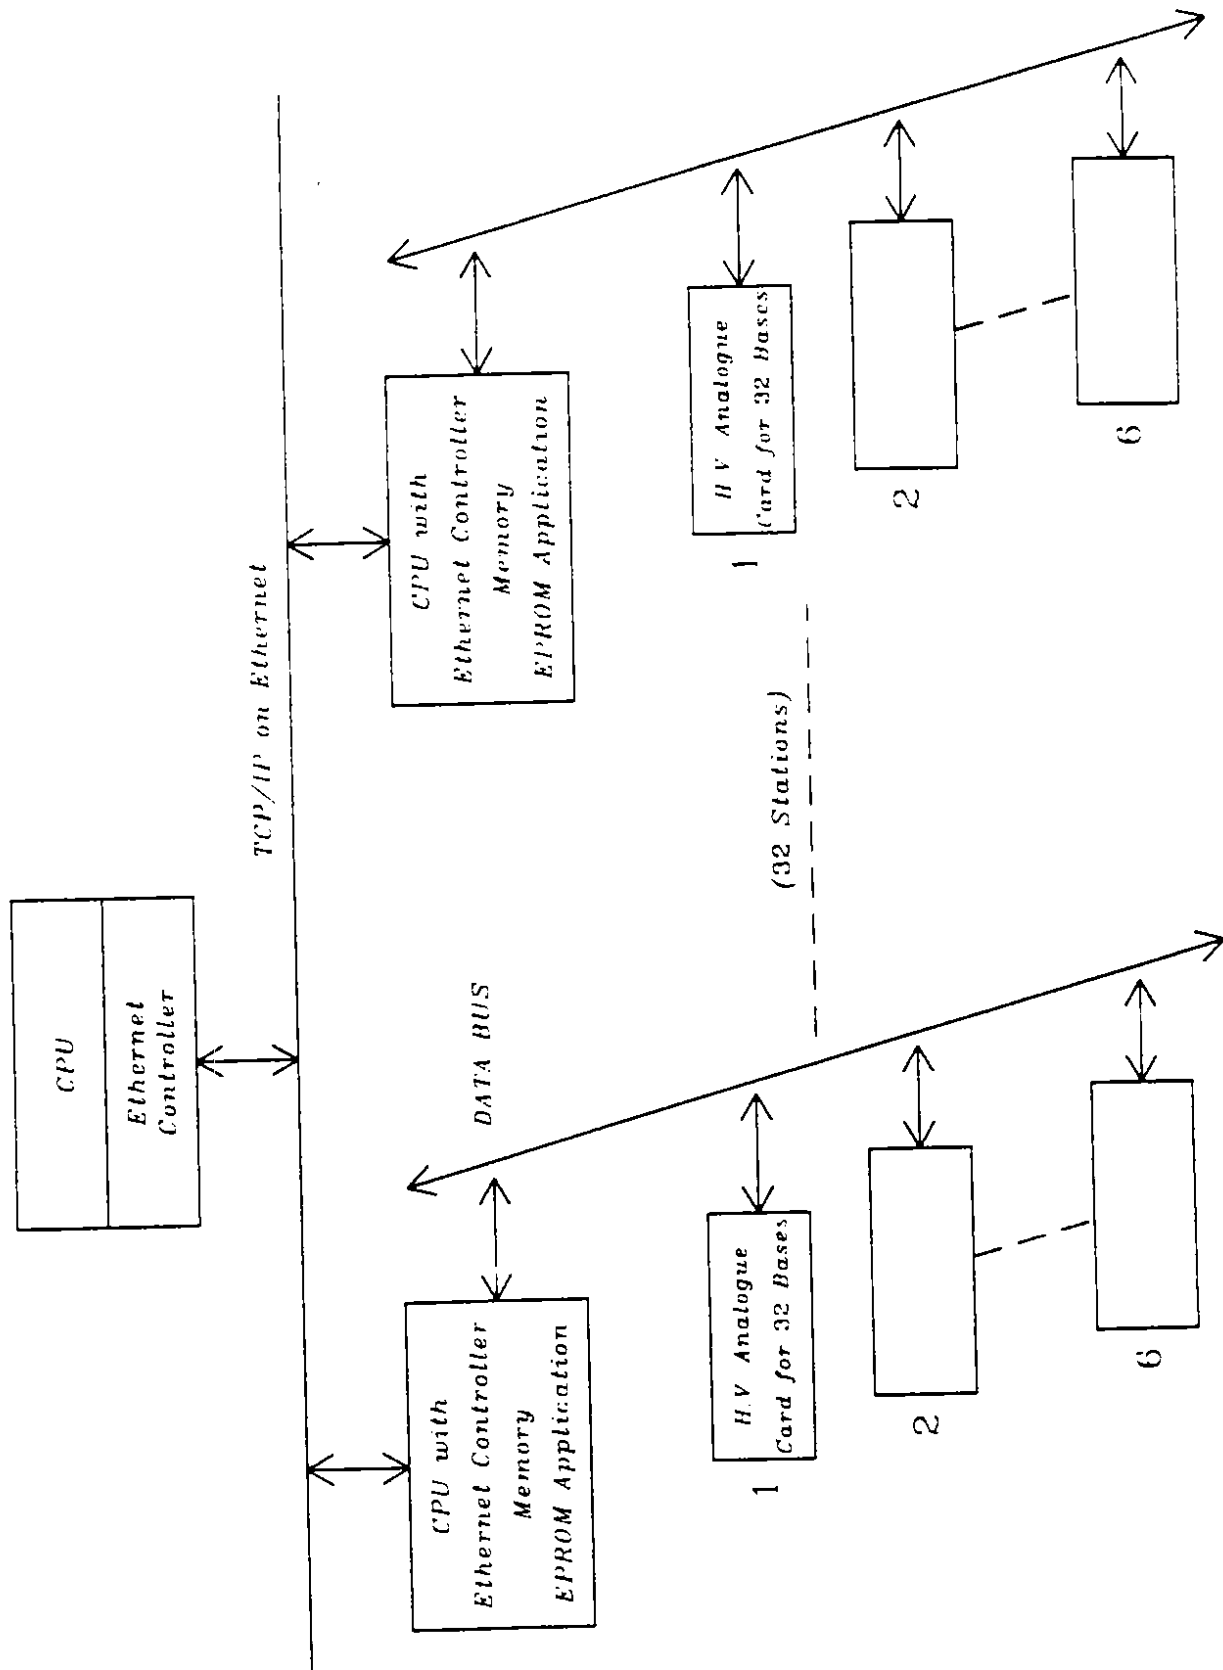 CPU
Ethernet
Controller
TCP/IP on Ethernet
CPU with
Ethernet Controller
Memory
EPROM Application
DATA BUS
CPU with
Ethernet Controller
Memory
EPROM Application
H.V Analogue
Card for 32 Bases
1
(32 Stations)
H V Analogue
Card for 32 Bases
1
2
2
6
6